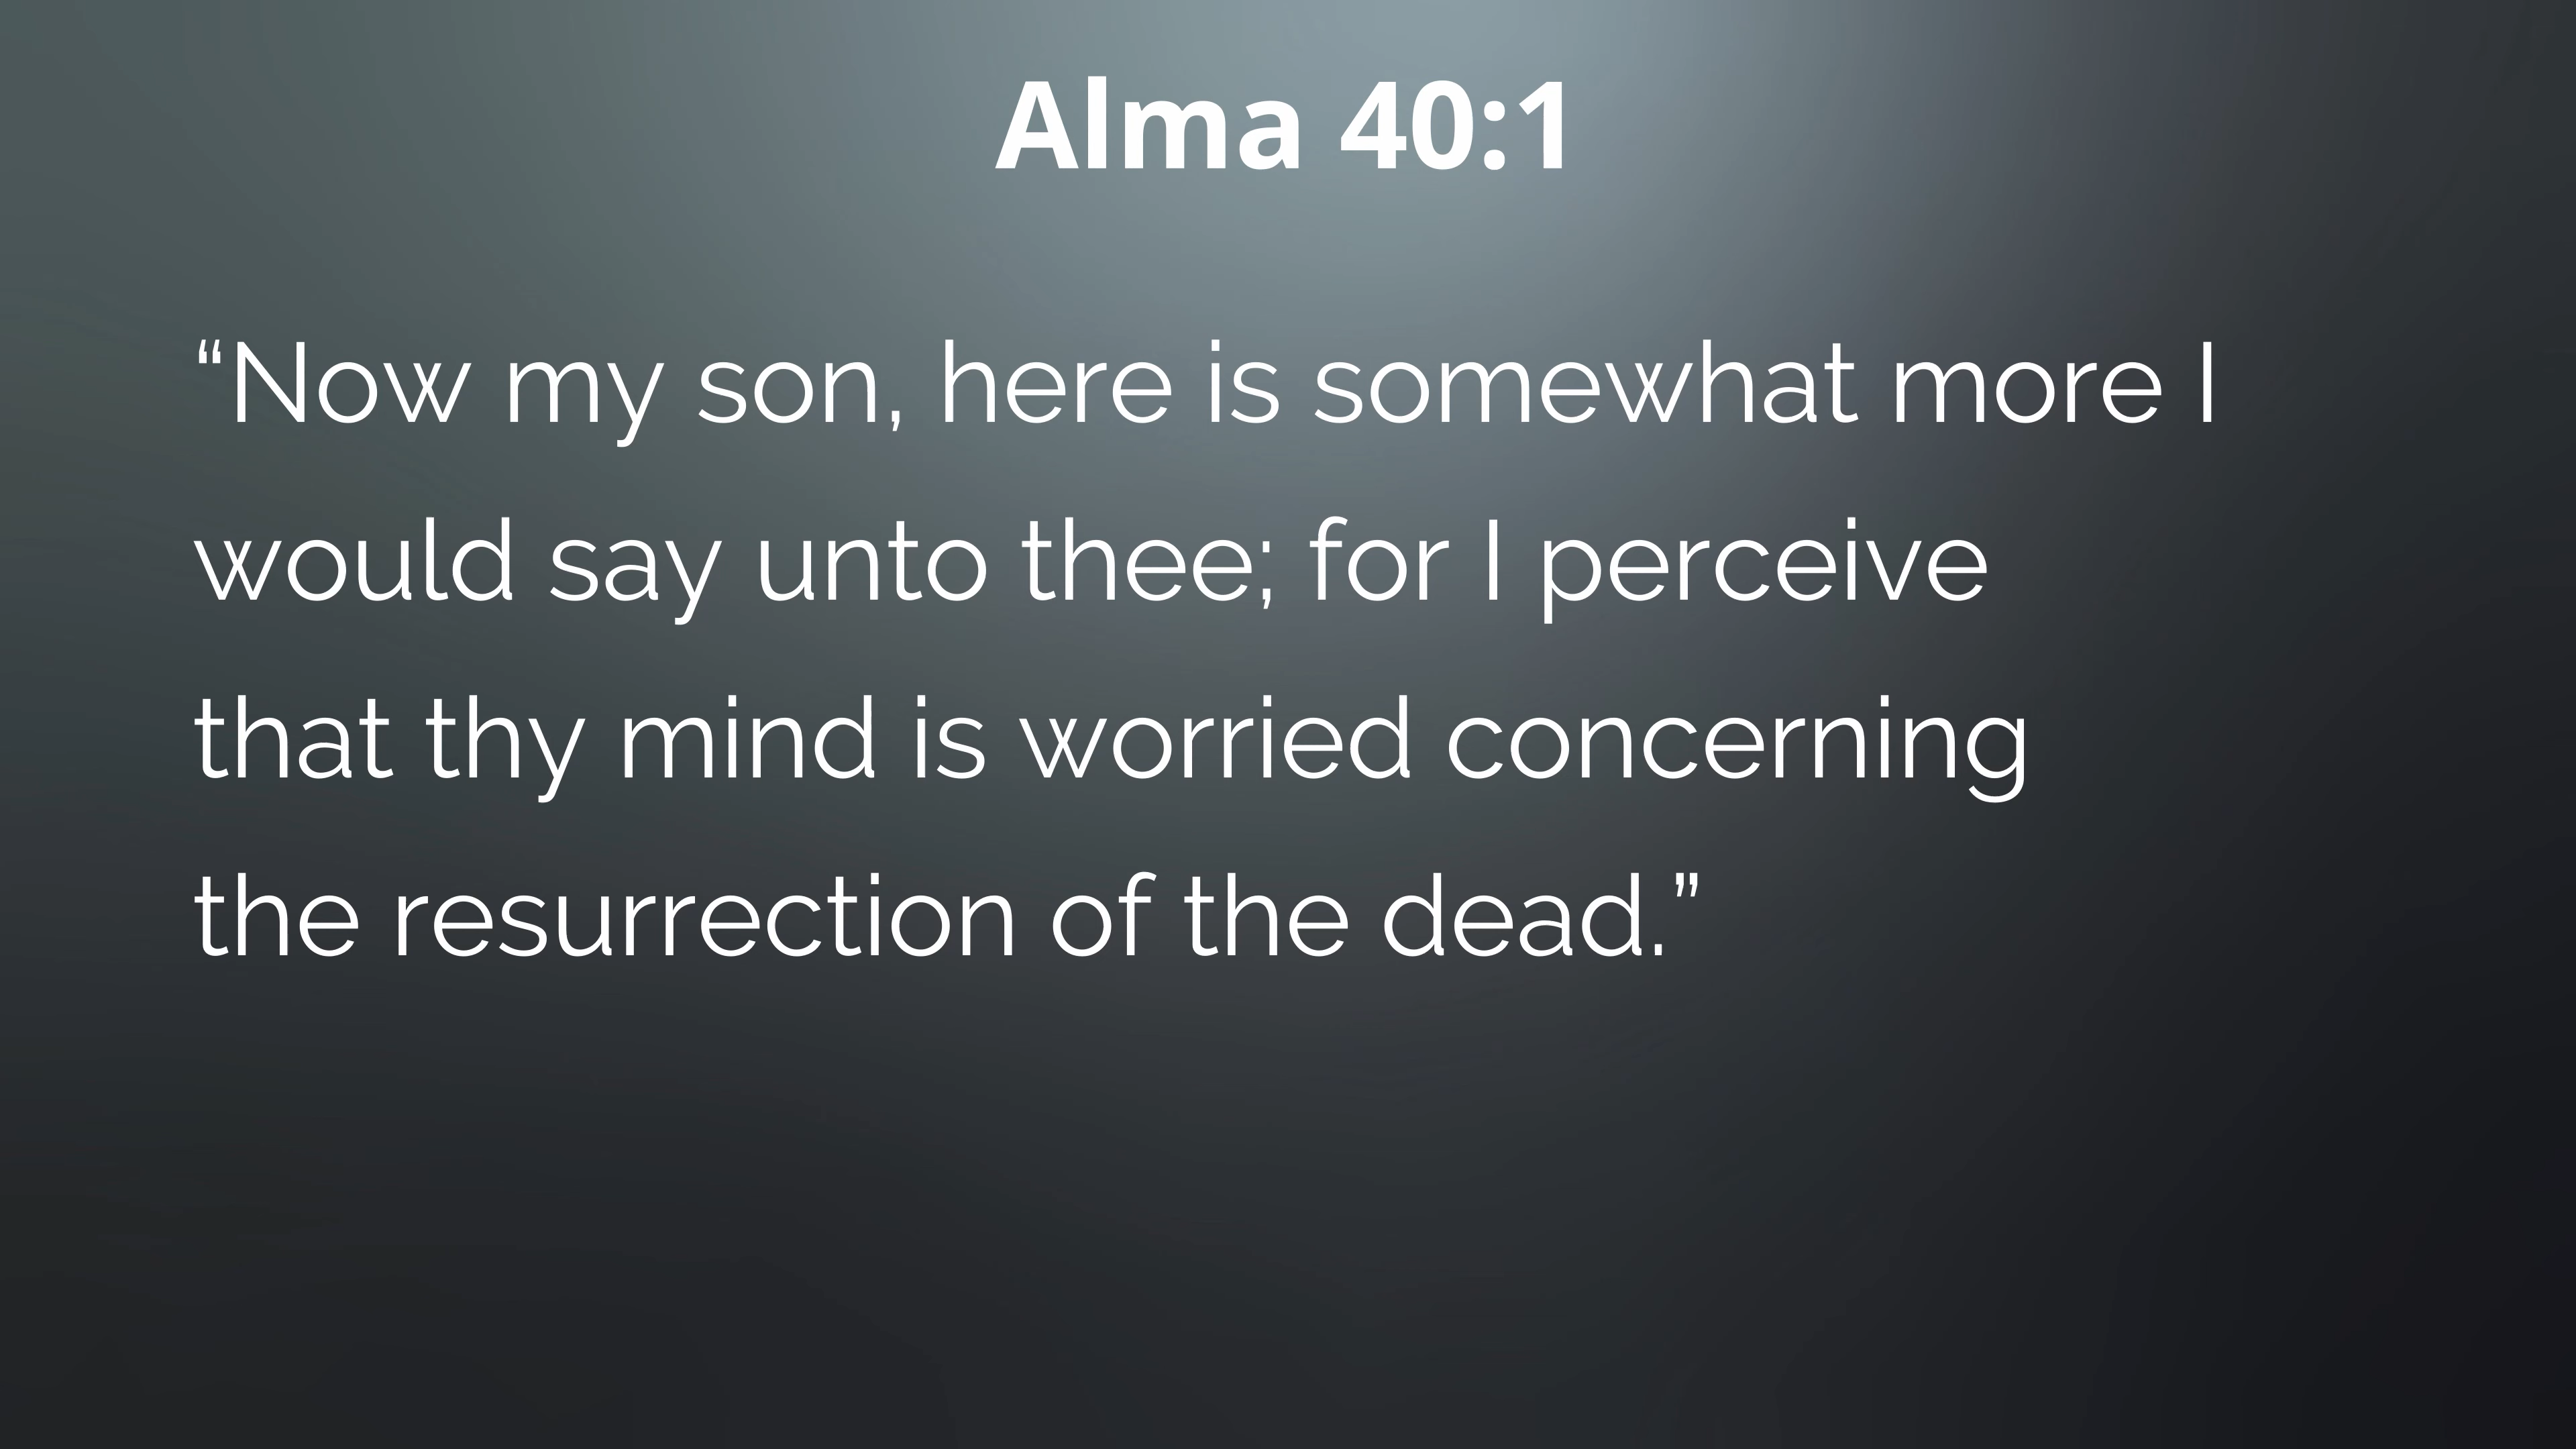 Alma 40:1
“Now my son, here is somewhat more I
would say unto thee; for I perceive
that thy mind is worried concerning
the resurrection of the dead.”